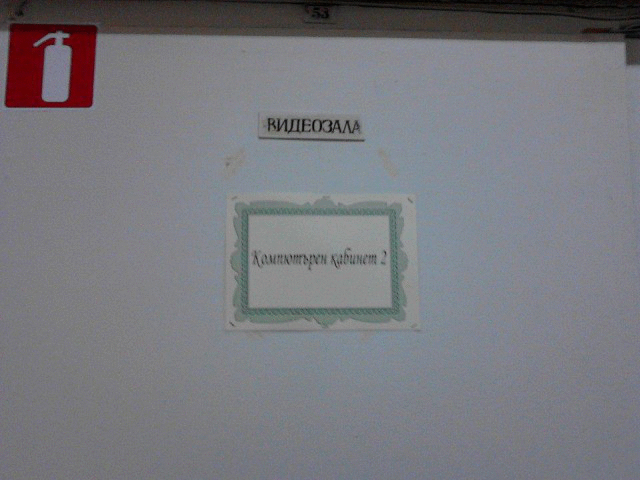 53
ВИДЕОЗАЛА
Компютърен кабинет 2